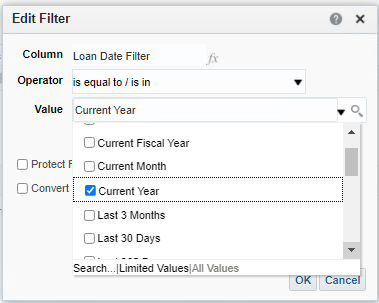 Edit Filter
Column Loan Date Filter fx
Operator is equal to / is in
Value Current Year
Current Fiscal Year
Protect F
Current Month
Convert
Current Year
Last 3 Months
Last 30 Days
Search...|Limited Values|All Values
OK Cancel